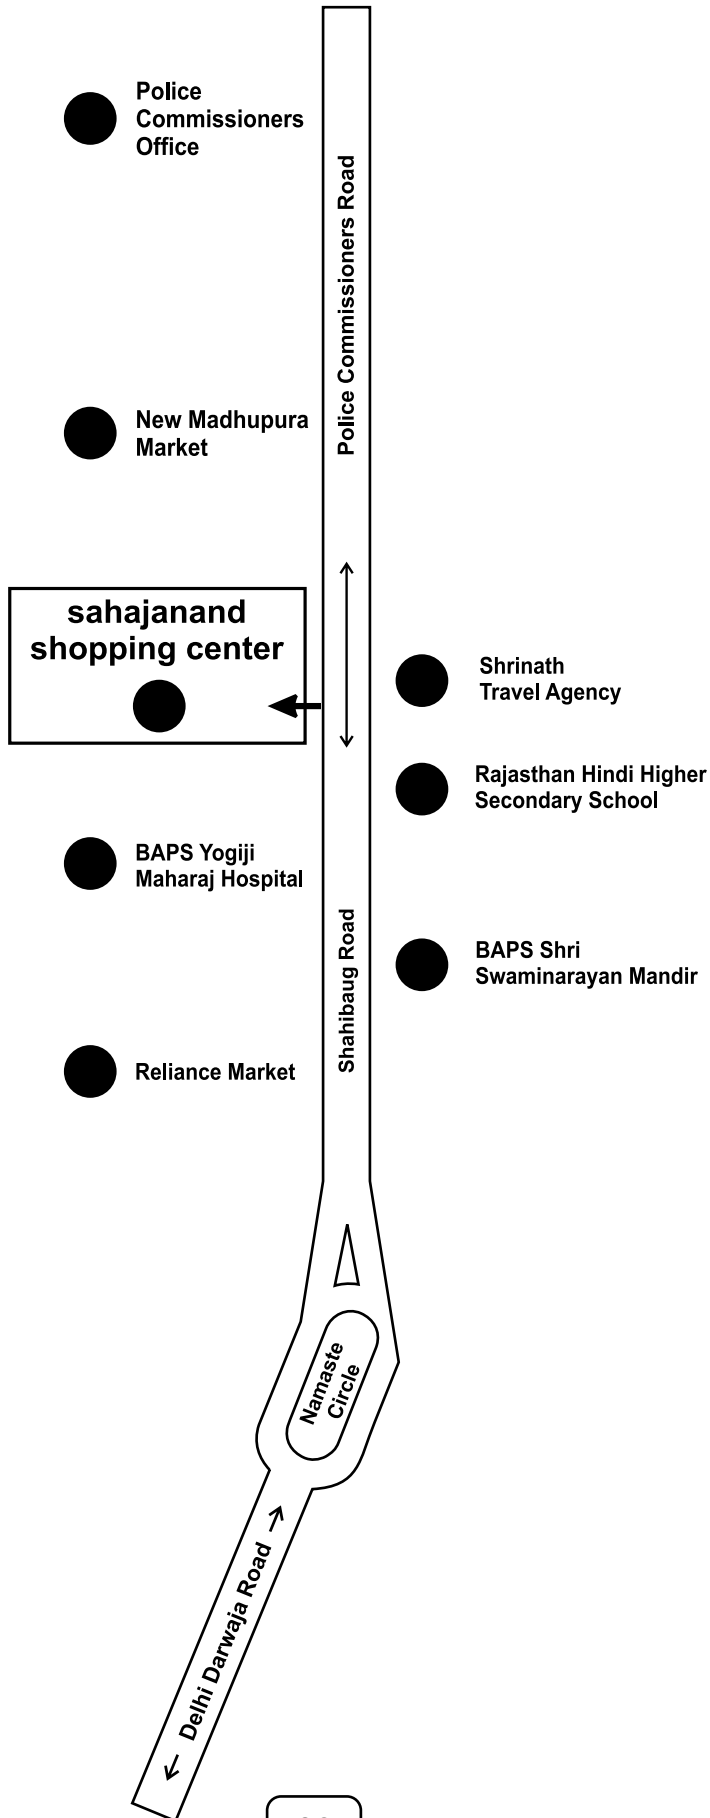 Police
Commissioners
Office
Police Commissioners Road
New Madhupura
Market
sahajanand
shopping center
Shrinath
Travel Agency
Rajasthan Hindi Higher
Secondary School
BAPS Yogiji
Maharaj Hospital
Shahibaug Road
BAPS Shri
Swaminarayan Mandir
Reliance Market
Namaste
Circle
Delhi Darwaja Road